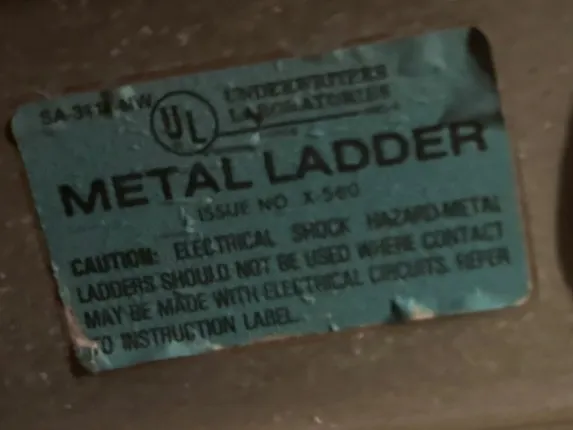 UL
UNDERWRITERS
LABORATORIES
METAL LADDER
ISSUE NO X-560
CAUTION: ELECTRICAL SHOCK HAZARD-METAL
LADDERS SHOULD NOT BE USED WHERE CONTACT
MAY BE MADE WITH ELECTRICAL CIRCUITS. REFER
TO INSTRUCTION LABEL.